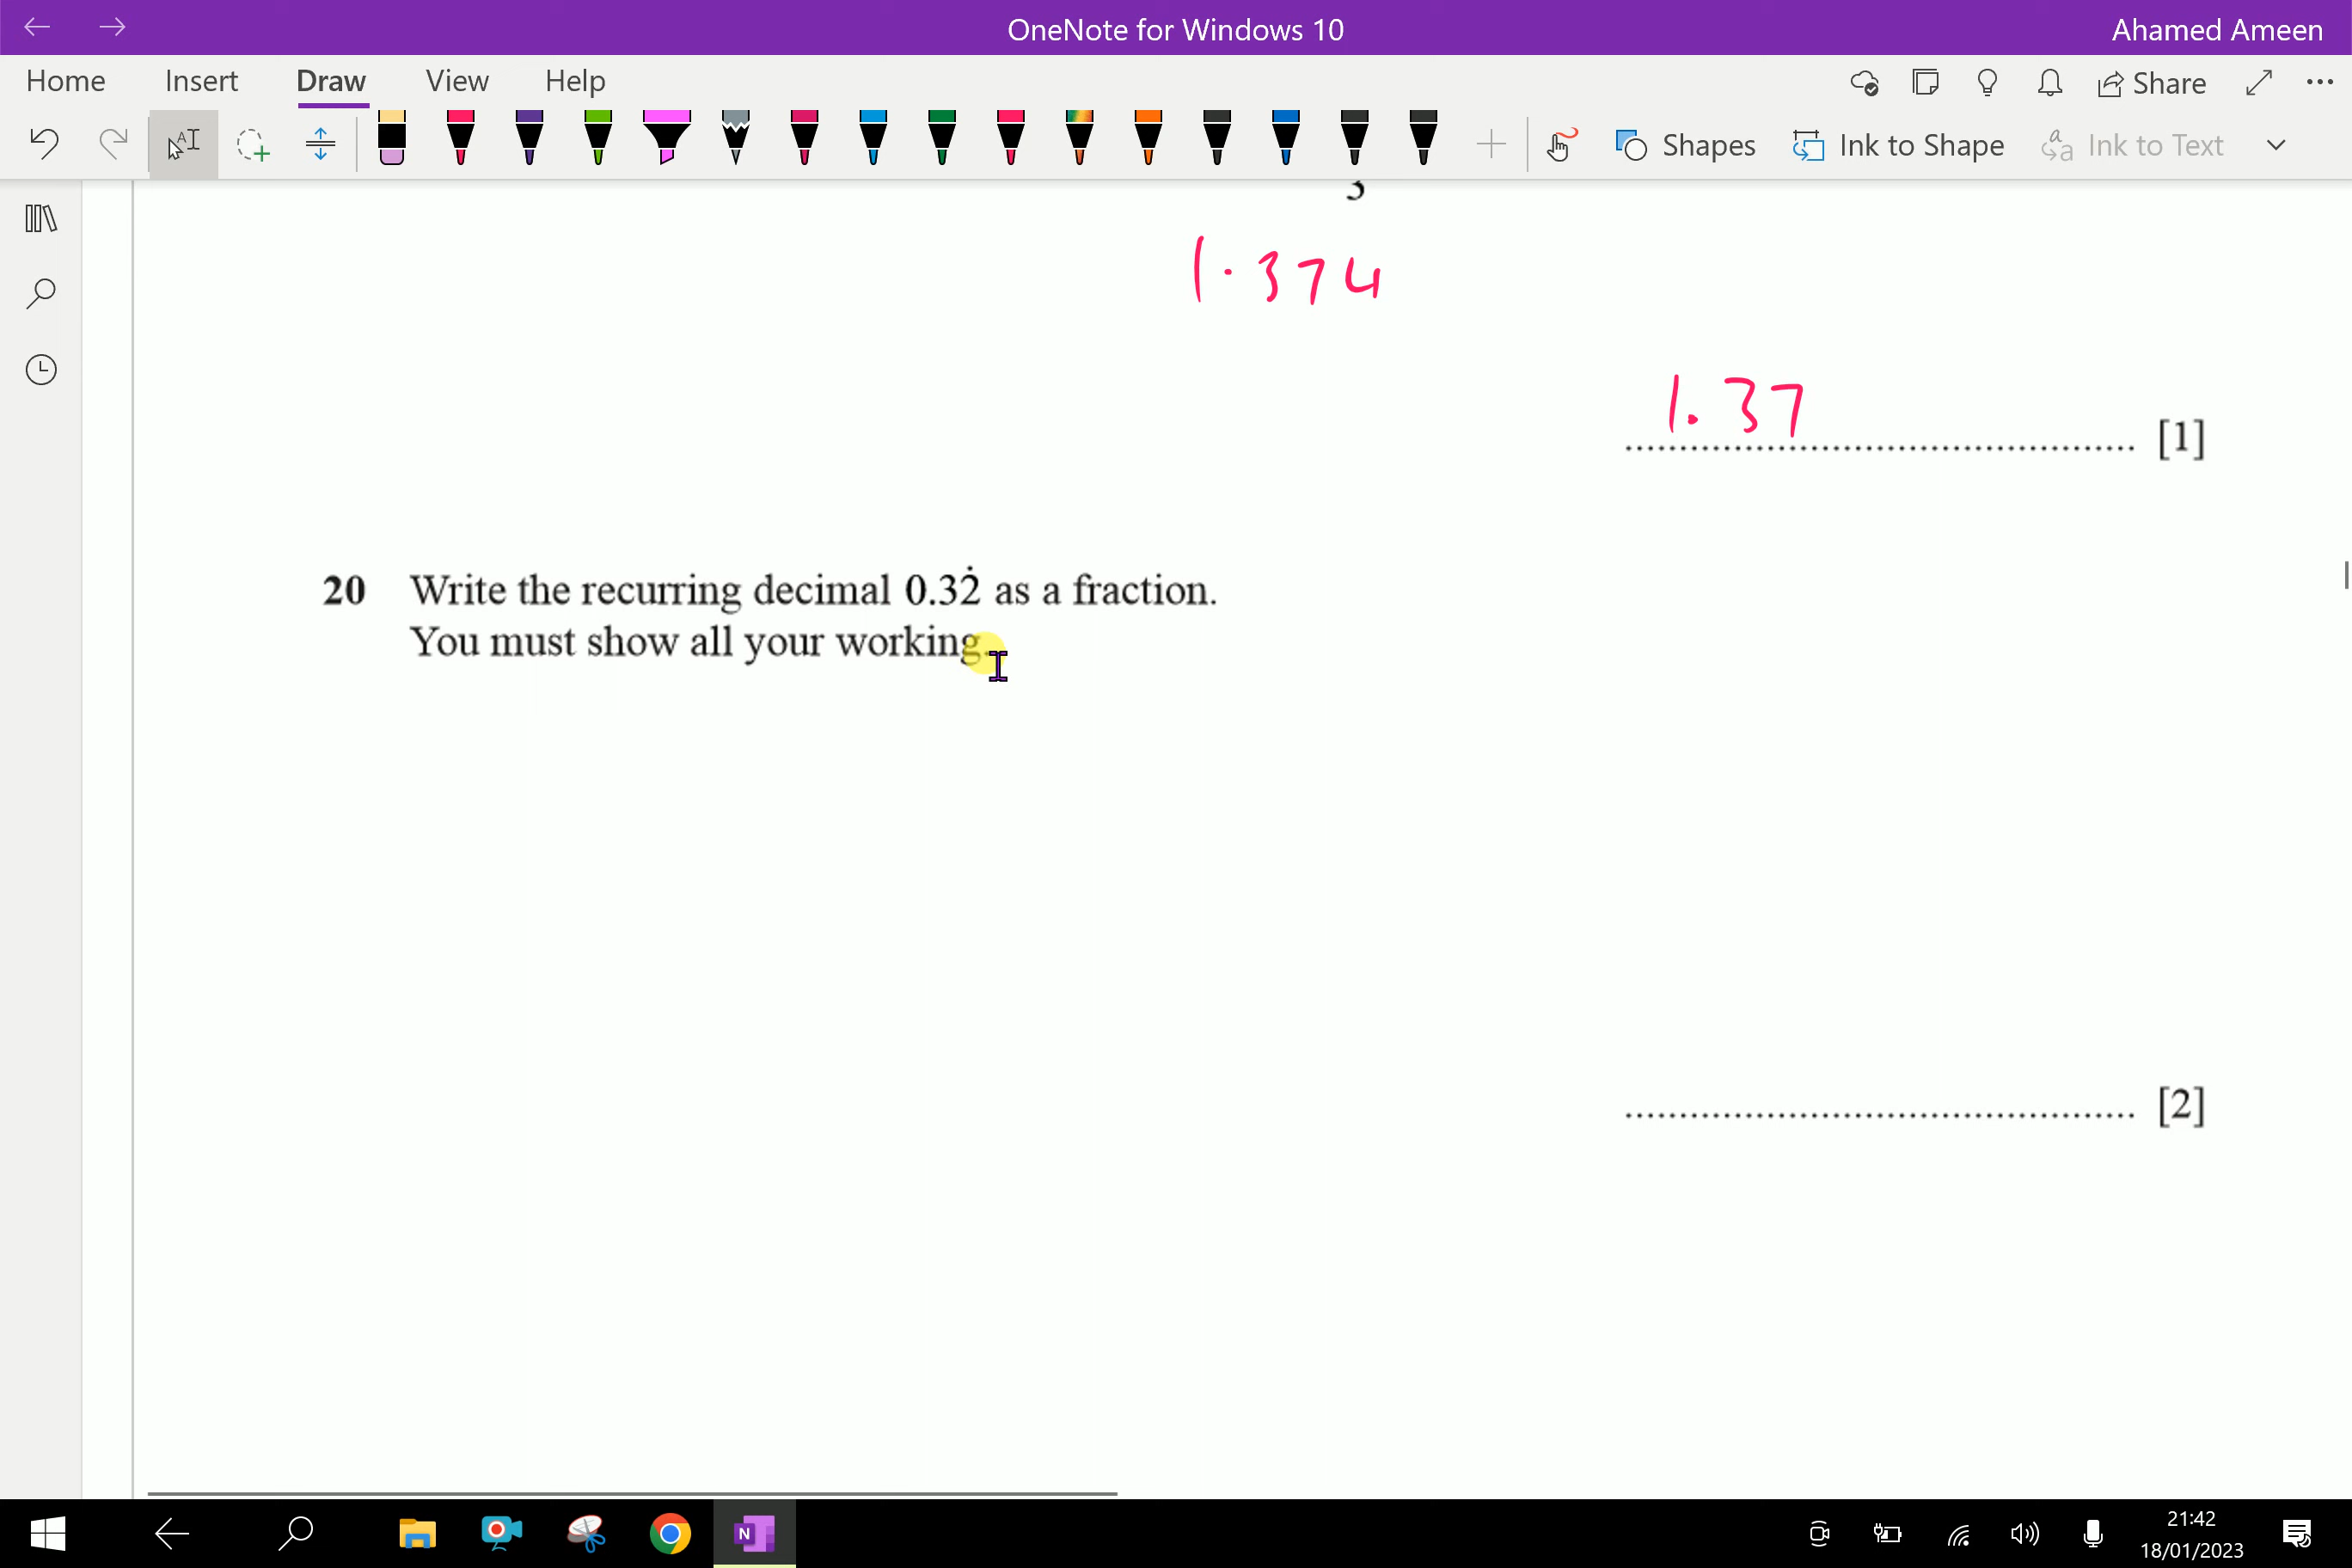 OneNote for Windows 10
Ahamed Ameen
Home Insert Draw View Help
Share
Shapes Ink to Shape Ink to Text
3
1.374
1.37
[1]
20 Write the recurring decimal 0.32̇ as a fraction.
You must show all your working.
[2]
21:42
18/01/2023